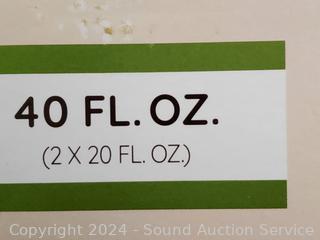 40 FL. OZ.
(2 X 20 FL. OZ.)
Copyright 2024 - Sound Auction Service